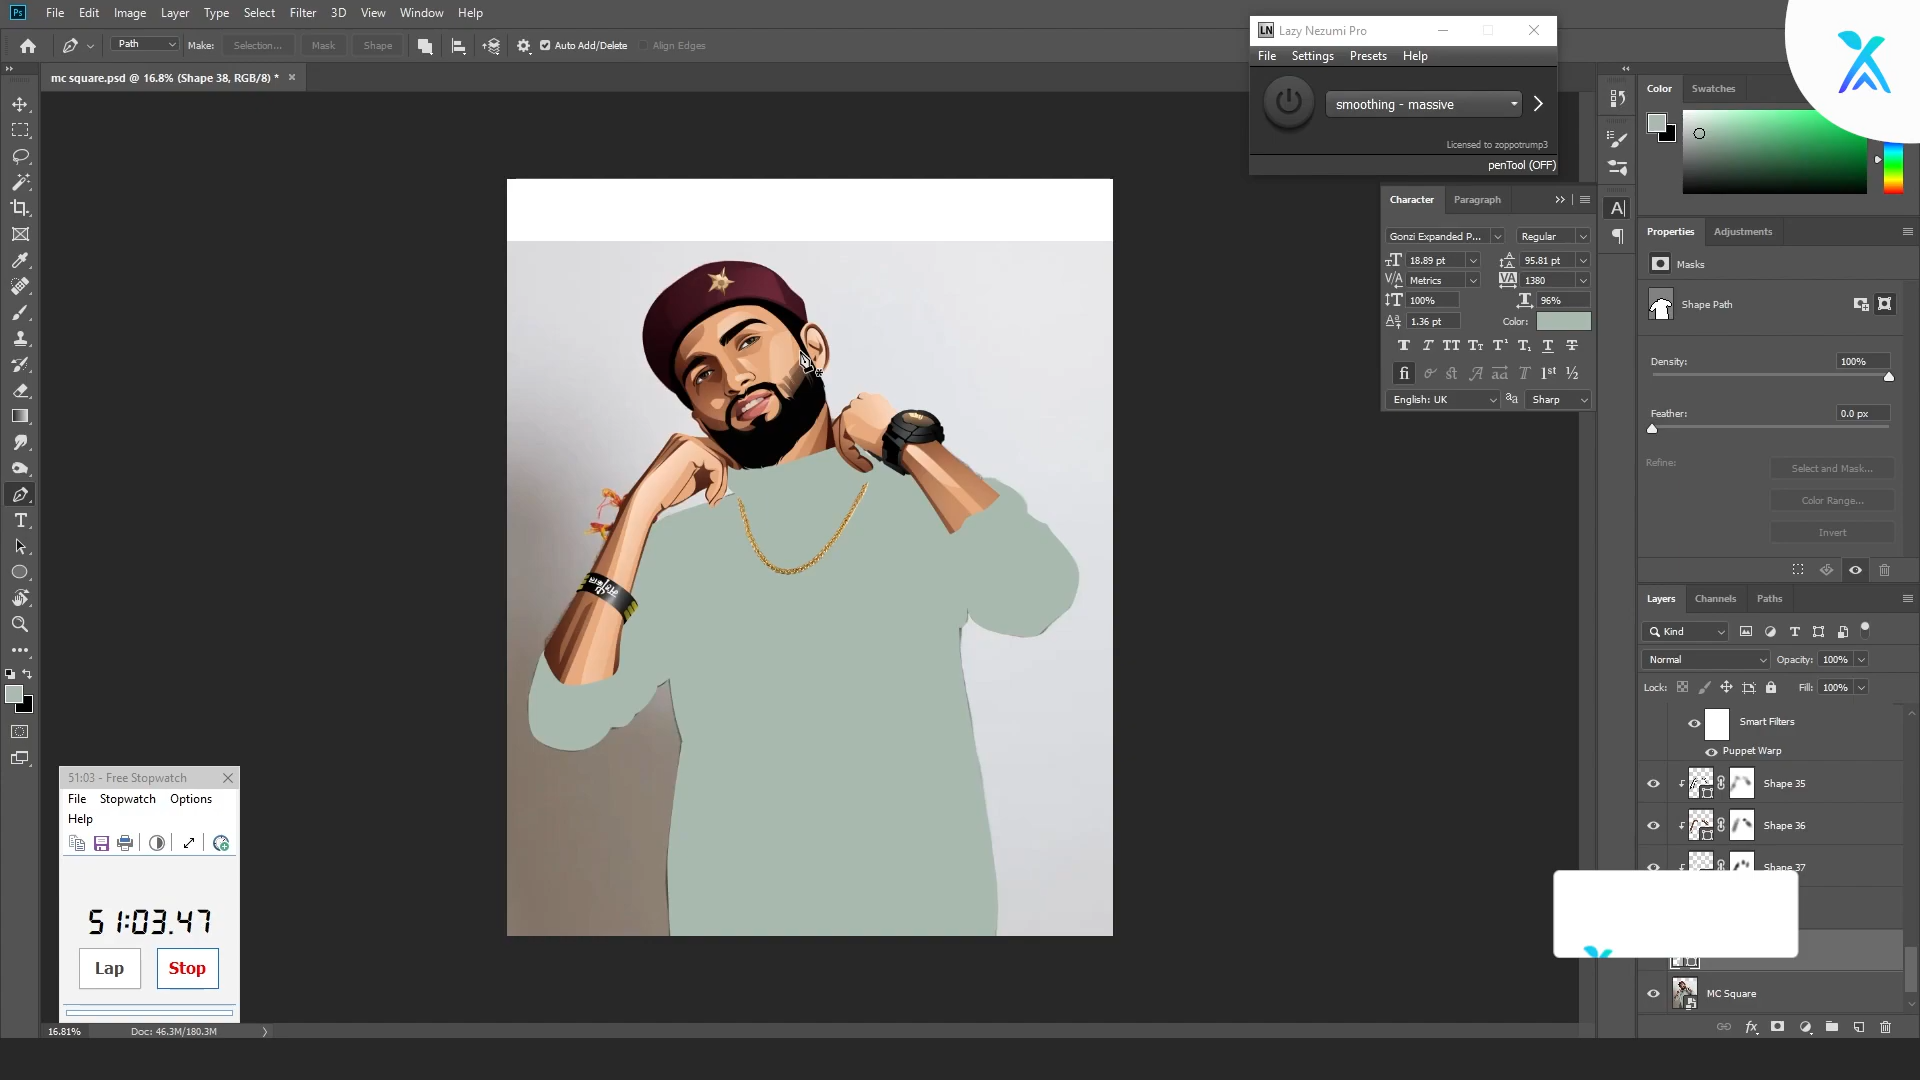 Ps File Edit Image Layer Type Select Filter 3D View Window Help
Path Make: Selection... Mask Shape Auto Add/Delete Align Edges
mc square.psd @ 16.8% (Shape 38, RGB/8) *
LN Lazy Nezumi Pro
File Settings Presets Help
smoothing - massive
Licensed to zoppotrump3
penTool (OFF)
Color Swatches
Character Paragraph
Gonzi Expanded P... Regular
18.89 pt 95.81 pt
Metrics 1380
100% 96%
1.36 pt Color:
English: UK Sharp
Properties Adjustments
Masks
Shape Path
Density: 100%
Feather: 0.0 px
Refine: Select and Mask...
Color Range...
Invert
Layers Channels Paths
Kind
Normal Opacity: 100%
Lock: Fill: 100%
Smart Filters
Puppet Warp
Shape 35
Shape 36
Shape 37
MC Square
51:03 - Free Stopwatch
File Stopwatch Options
Help
51:03.47
Lap Stop
16.81% Doc: 46.3M/180.3M